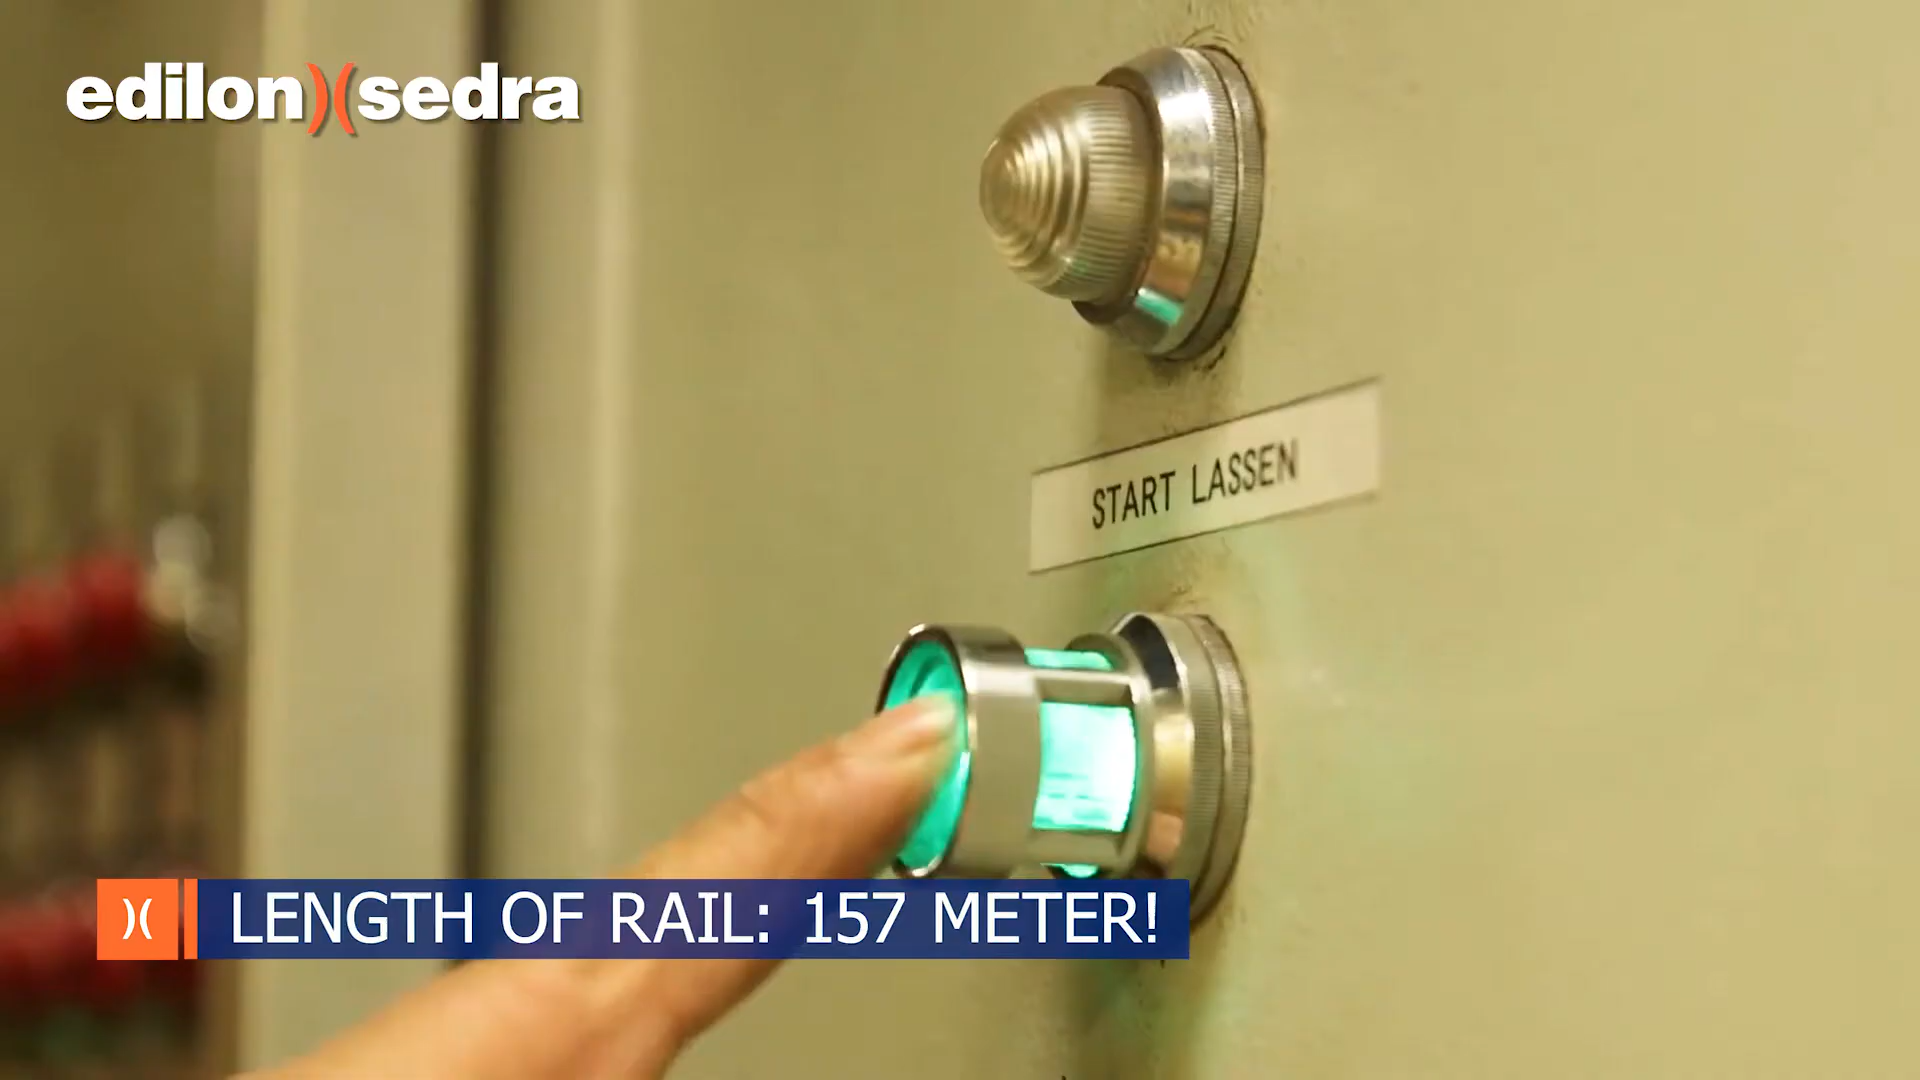 edilon)(sedra
START LASSEN
)( LENGTH OF RAIL: 157 METER!